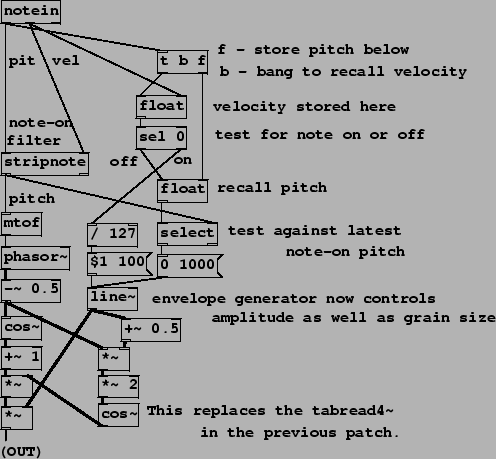 notein
f - store pitch below
pit vel
t b f
b - bang to recall velocity
float
velocity stored here
note-on
filter
sel 0
test for note on or off
stripnote
off
on
float
recall pitch
pitch
mtof
/ 127
select
test against latest
note-on pitch
phasor~
$1 100
0 1000
-~ 0.5
line~
envelope generator now controls
amplitude as well as grain size
cos~
+~ 0.5
+~ 1
*~
*~
*~ 2
*~
cos~
This replaces the tabread4~
in the previous patch.
(OUT)